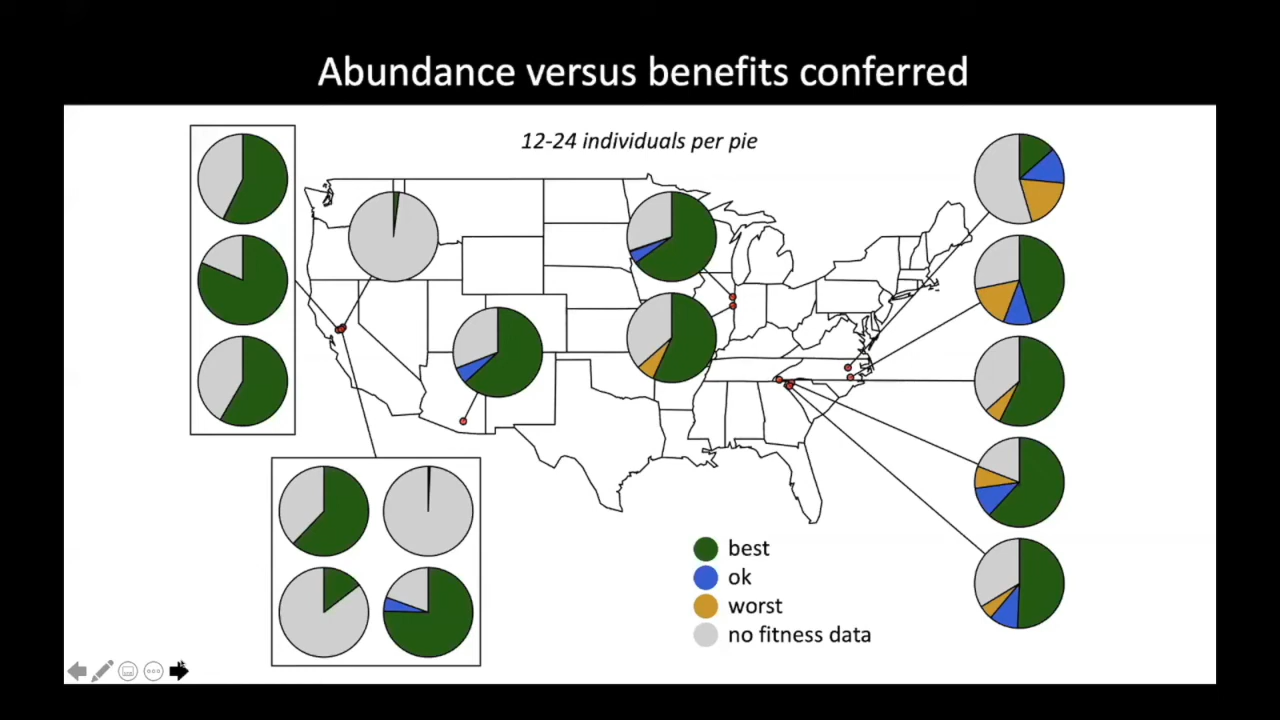 Abundance versus benefits conferred
12-24 individuals per pie
best
ok
worst
no fitness data